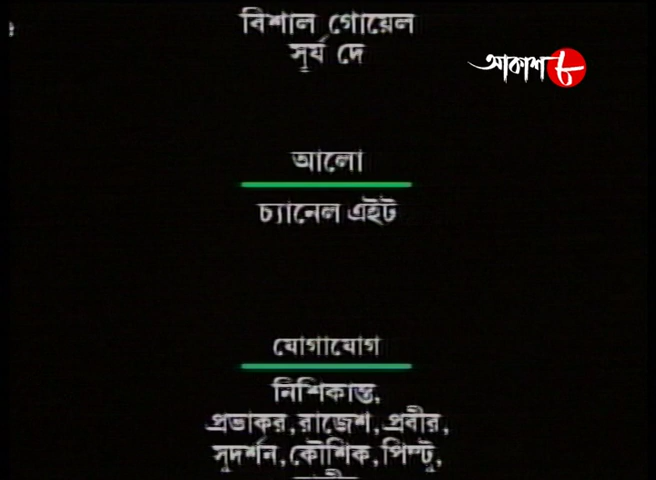 বিশাল গোয়েল
সূর্য দে
আকাশ ৮
আলো
চ্যানেল এইট
যোগাযোগ
নিশিকান্ত,
প্রভাকর, রাজেশ, প্রবীর,
সুদর্শন, কৌশিক, পিন্টু,